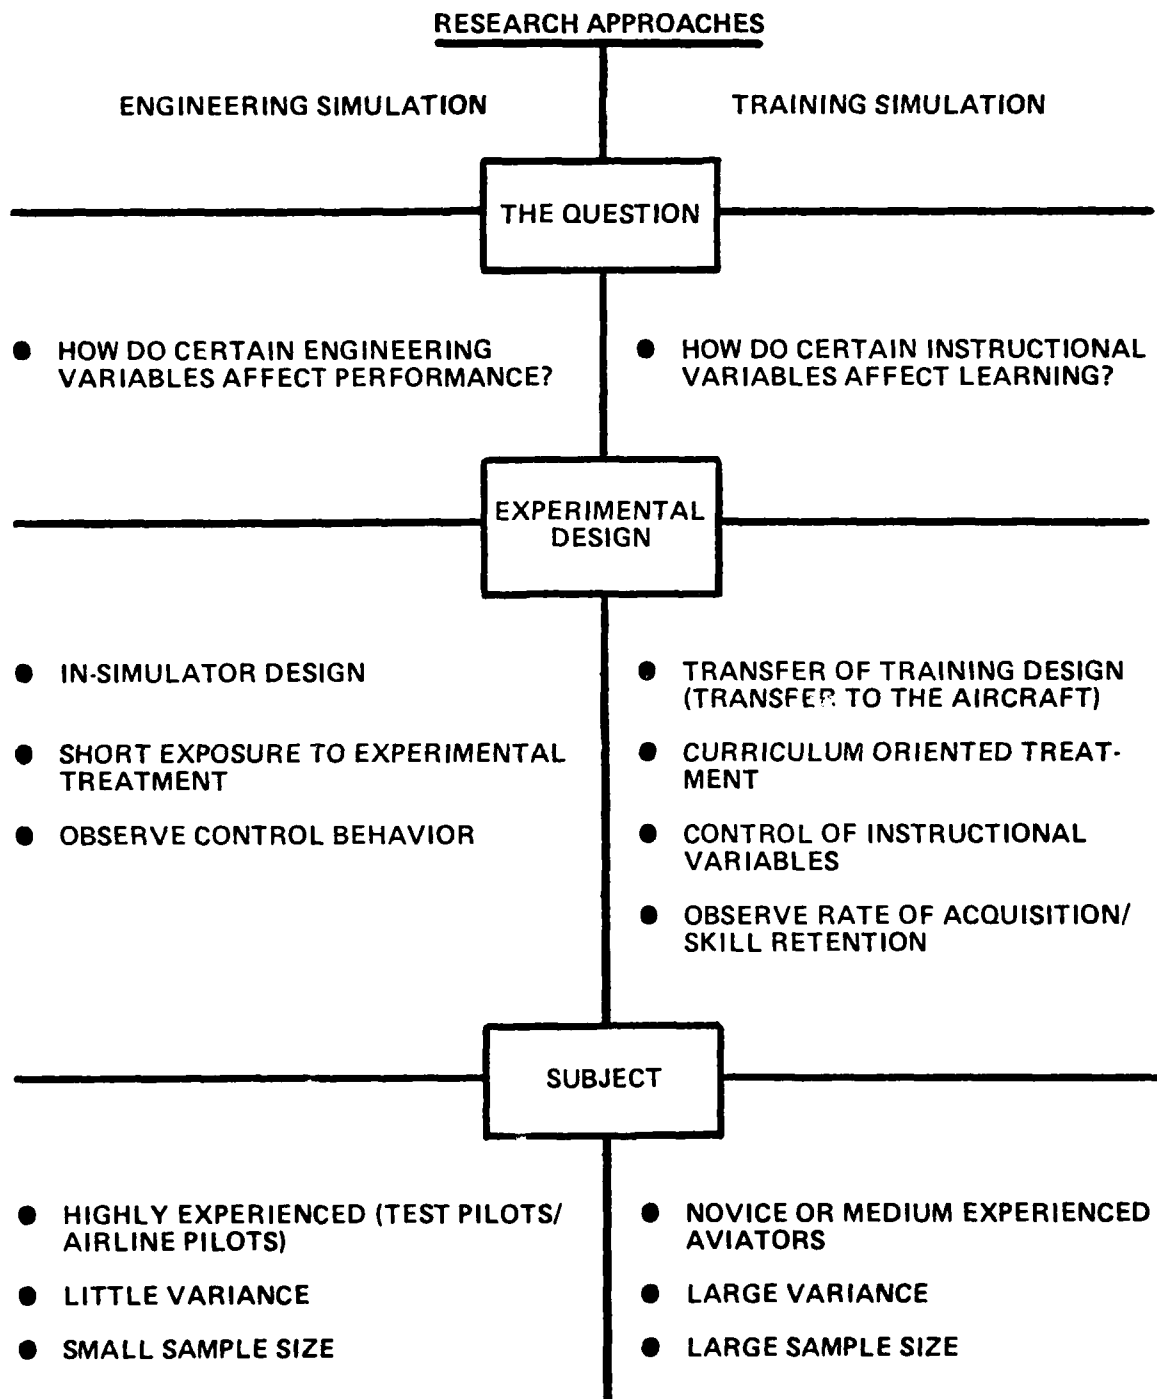 RESEARCH APPROACHES
ENGINEERING SIMULATION
TRAINING SIMULATION
THE QUESTION
● HOW DO CERTAIN ENGINEERING
VARIABLES AFFECT PERFORMANCE?
● HOW DO CERTAIN INSTRUCTIONAL
VARIABLES AFFECT LEARNING?
EXPERIMENTAL
DESIGN
● IN-SIMULATOR DESIGN
● SHORT EXPOSURE TO EXPERIMENTAL
TREATMENT
● OBSERVE CONTROL BEHAVIOR
● TRANSFER OF TRAINING DESIGN
(TRANSFER TO THE AIRCRAFT)
● CURRICULUM ORIENTED TREAT-
MENT
● CONTROL OF INSTRUCTIONAL
VARIABLES
● OBSERVE RATE OF ACQUISITION/
SKILL RETENTION
SUBJECT
● HIGHLY EXPERIENCED (TEST PILOTS/
AIRLINE PILOTS)
● LITTLE VARIANCE
● SMALL SAMPLE SIZE
● NOVICE OR MEDIUM EXPERIENCED
AVIATORS
● LARGE VARIANCE
● LARGE SAMPLE SIZE